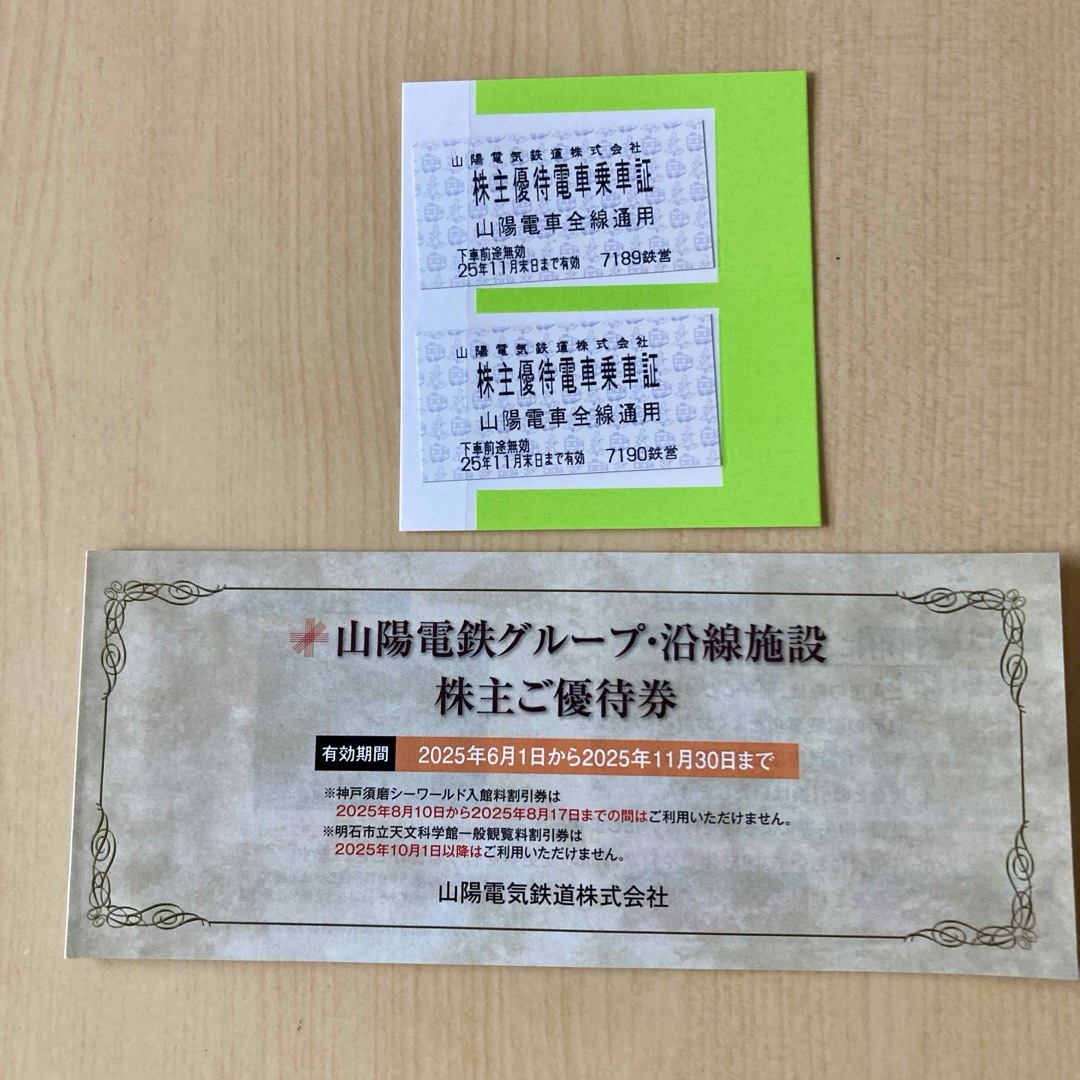 山陽電気鉄道株式会社
株主優待電車乗車証
山陽電車全線通用
下車前途無効
25年11月末日まで有効 7189鉄営
山陽電気鉄道株式会社
株主優待電車乗車証
山陽電車全線通用
下車前途無効
25年11月末日まで有効 7190鉄営
山陽電鉄グループ・沿線施設
株主ご優待券
有効期間 2025年6月1日から2025年11月30日まで
※神戸須磨シーワールド入館料割引券は
2025年8月10日から2025年8月17日までの間はご利用いただけません。
※明石市立天文科学館一般観覧料割引券は
2025年10月1日以降はご利用いただけません。
山陽電気鉄道株式会社